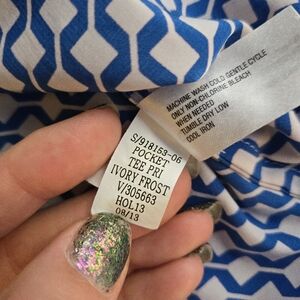 MACHINE WASH COLD GENTLE CYCLE
ONLY NON-CHLORINE BLEACH
WHEN NEEDED
TUMBLE DRY LOW
COOL IRON
S/918153-06
POCKET
TEE PRI
IVORY FROST
V/305663
HOL13
08/13